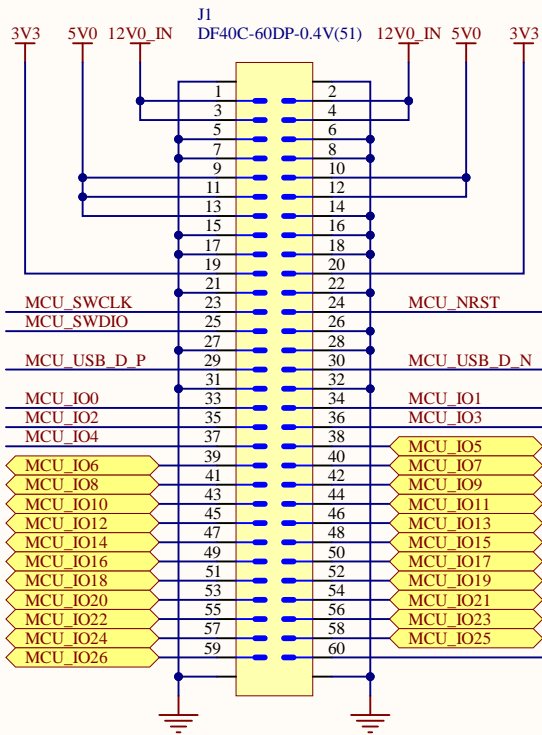 J1
3V3 5V0 12V0_IN DF40C-60DP-0.4V(51) 12V0_IN 5V0 3V3
1 2
3 4
5 6
7 8
9 10
11 12
13 14
15 16
17 18
19 20
21 22
MCU_SWCLK 23 24 MCU_NRST
MCU_SWDIO 25 26
27 28
MCU_USB_D_P 29 30 MCU_USB_D_N
31 32
MCU_IO0 33 34 MCU_IO1
MCU_IO2 35 36 MCU_IO3
MCU_IO4 37 38 MCU_IO5
MCU_IO6 39 40 MCU_IO7
MCU_IO8 41 42 MCU_IO9
MCU_IO10 43 44 MCU_IO11
MCU_IO12 45 46 MCU_IO13
MCU_IO14 47 48 MCU_IO15
MCU_IO16 49 50 MCU_IO17
MCU_IO18 51 52 MCU_IO19
MCU_IO20 53 54 MCU_IO21
MCU_IO22 55 56 MCU_IO23
MCU_IO24 57 58 MCU_IO25
MCU_IO26 59 60